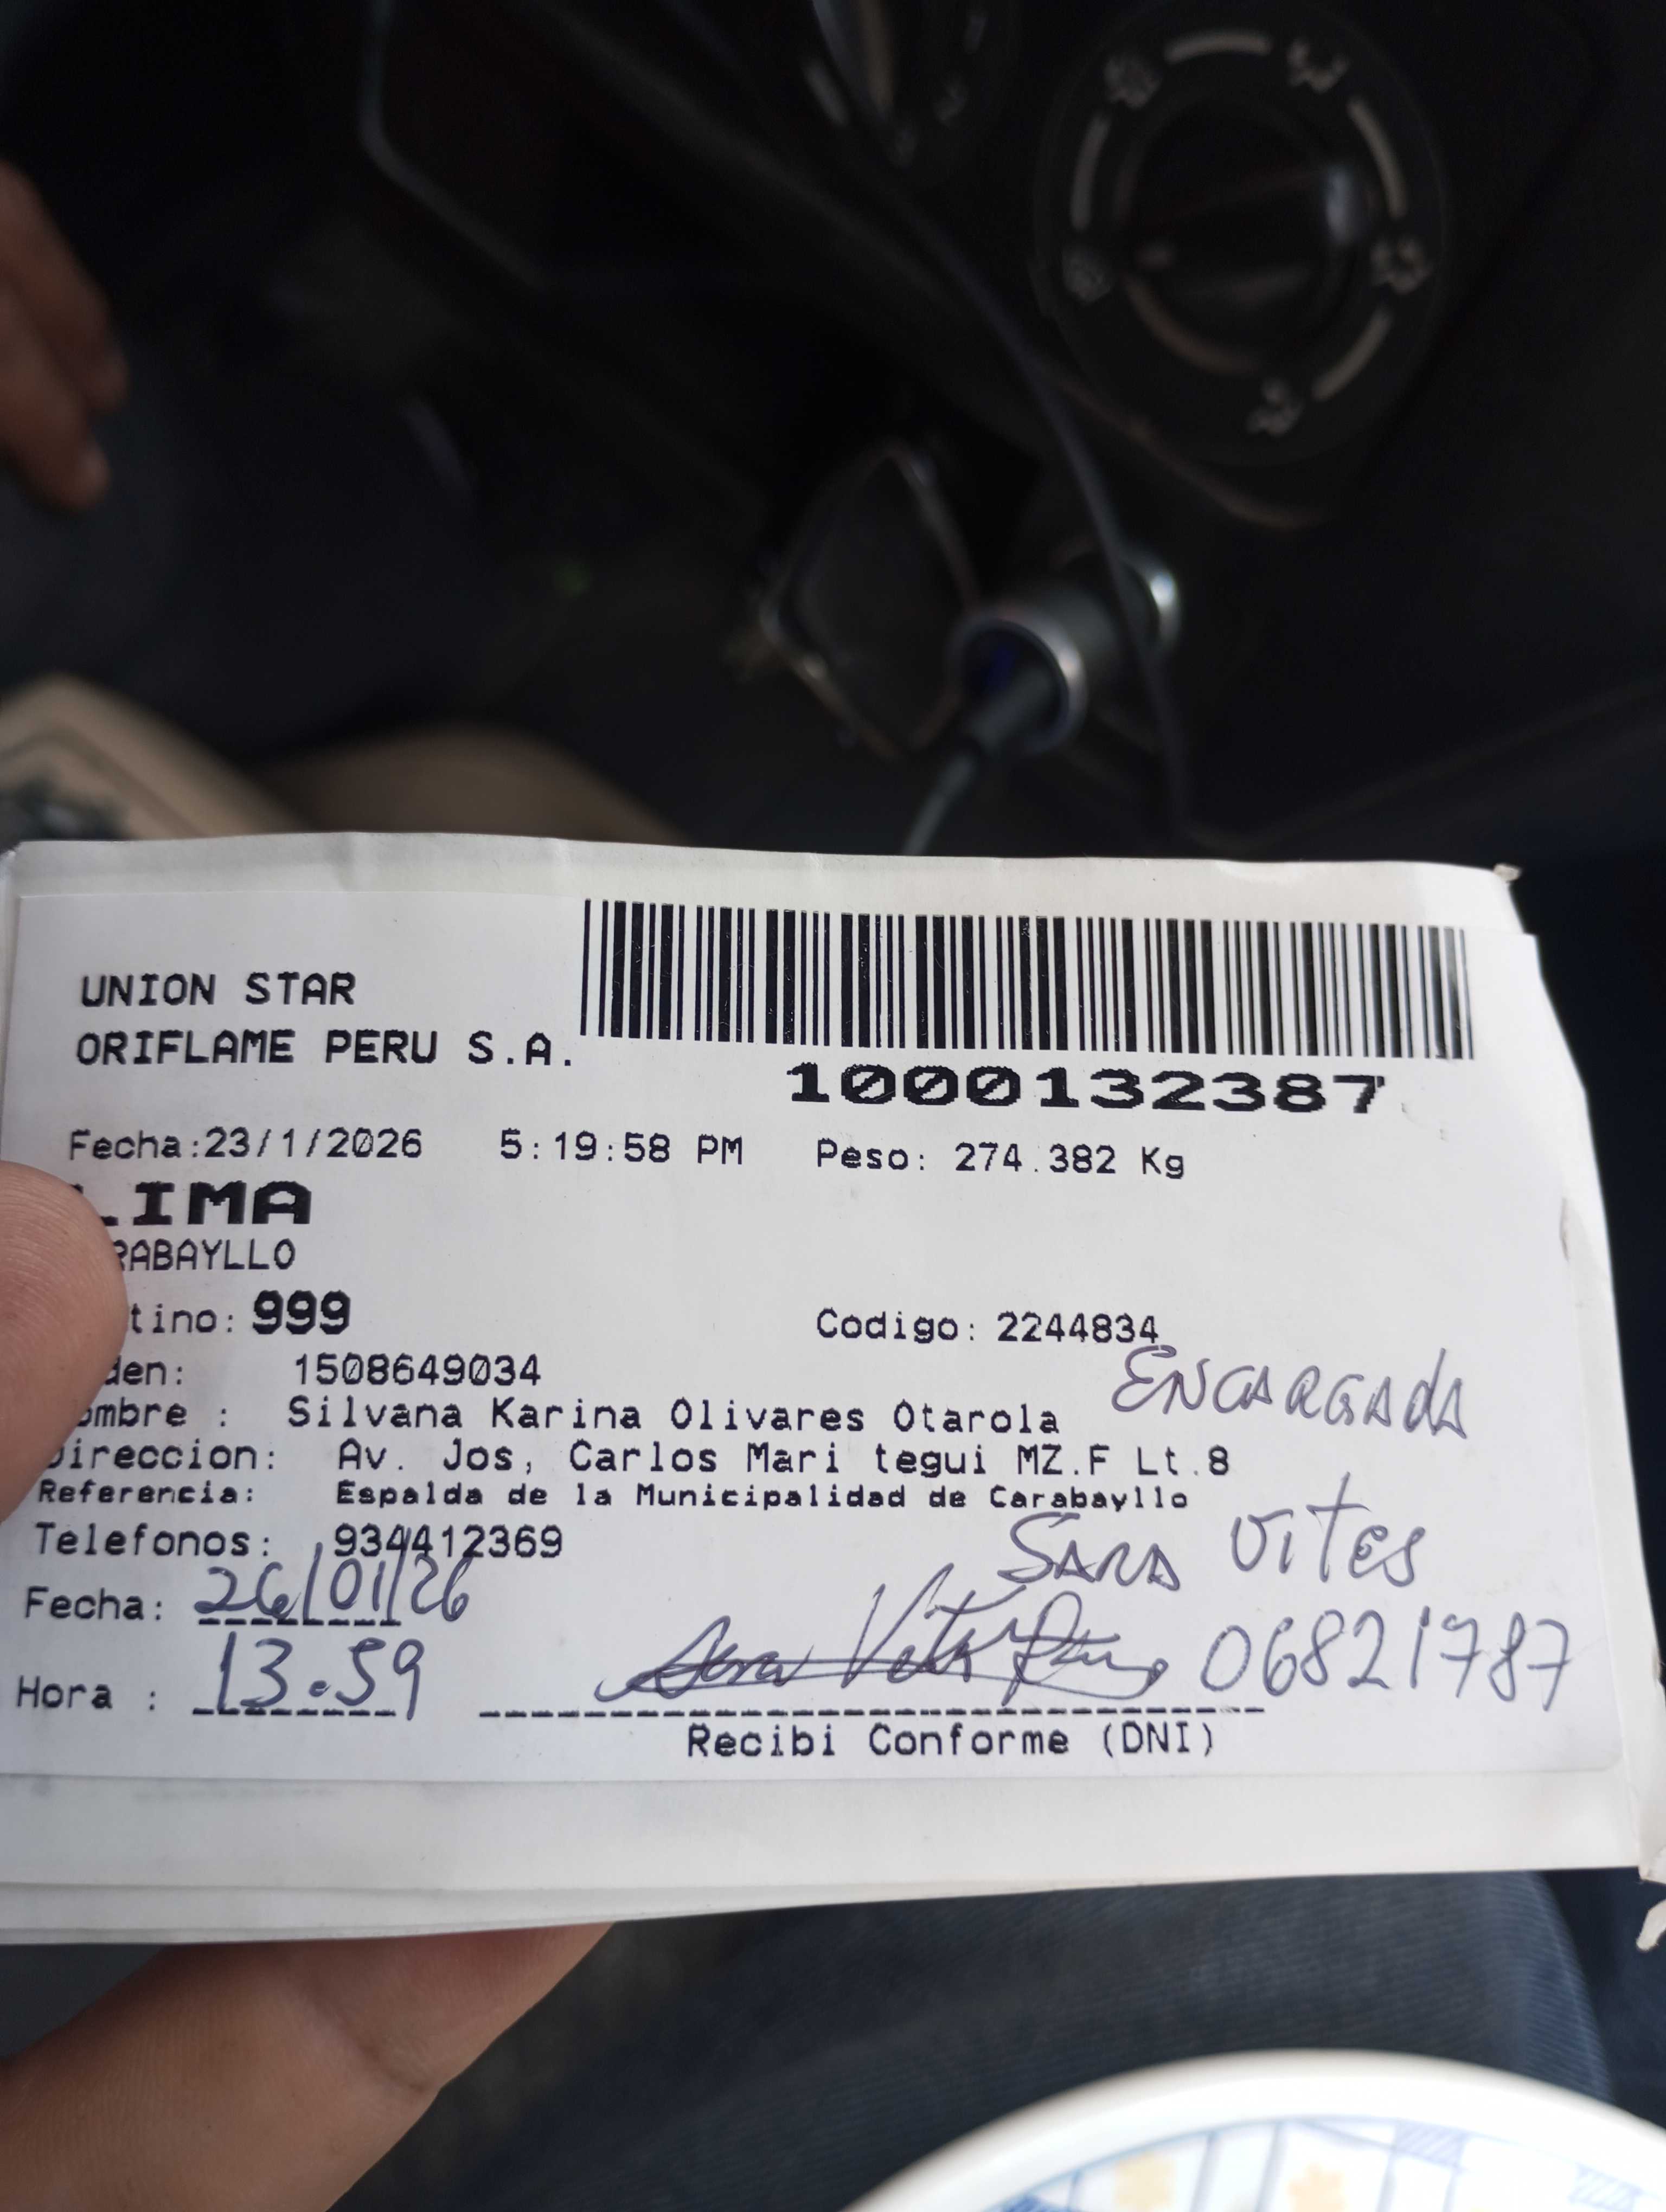 UNION STAR
ORIFLAME PERU S.A.
1000132387
Fecha:23/1/2026 5:19:58 PM Peso: 274.382 Kg
LIMA
RABAYLLO
tino: 999 Codigo: 2244834
den: 1508649034
ombre : Silvana Karina Olivares Otarola ENCARGADA
Direccion: Av. Jos, Carlos Mari tegui MZ.F Lt.8
Referencia: Espalda de la Municipalidad de Carabayllo
Telefonos: 934412369 SARA Vites
Fecha: 26/01/26
Hora : 13.59 06821787
Recibi Conforme (DNI)